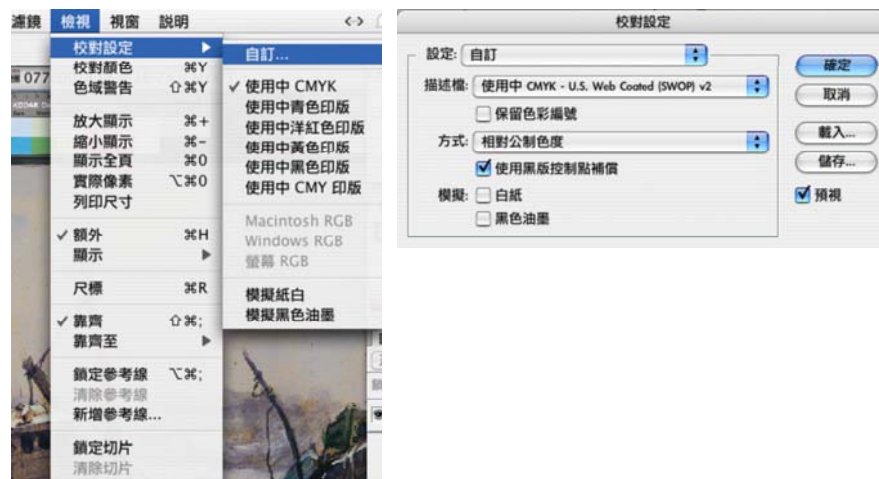 濾鏡 檢視 視窗 説明
校對設定
校對顏色 ⌘Y
色域警告 ⇧⌘Y
放大顯示 ⌘+
縮小顯示 ⌘-
顯示全頁 ⌘0
實際像素 ⌥⌘0
列印尺寸
✓ 額外 ⌘H
顯示
尺標 ⌘R
✓ 靠齊 ⇧⌘;
靠齊至
鎖定參考線 ⌥⌘;
清除參考線
新增參考線...
鎖定切片
清除切片
077
自訂...
✓ 使用中 CMYK
使用中青色印版
使用中洋紅色印版
使用中黃色印版
使用中黑色印版
使用中 CMY 印版
Macintosh RGB
Windows RGB
螢幕 RGB
模擬紙白
模擬黑色油墨
校對設定
設定: 自訂
描述檔: 使用中 CMYK - U.S. Web Coated (SWOP) v2
保留色彩編號
方式: 相對公制色度
使用黑版控制點補償
模擬: 白紙
黑色油墨
確定
取消
載入...
儲存...
預視